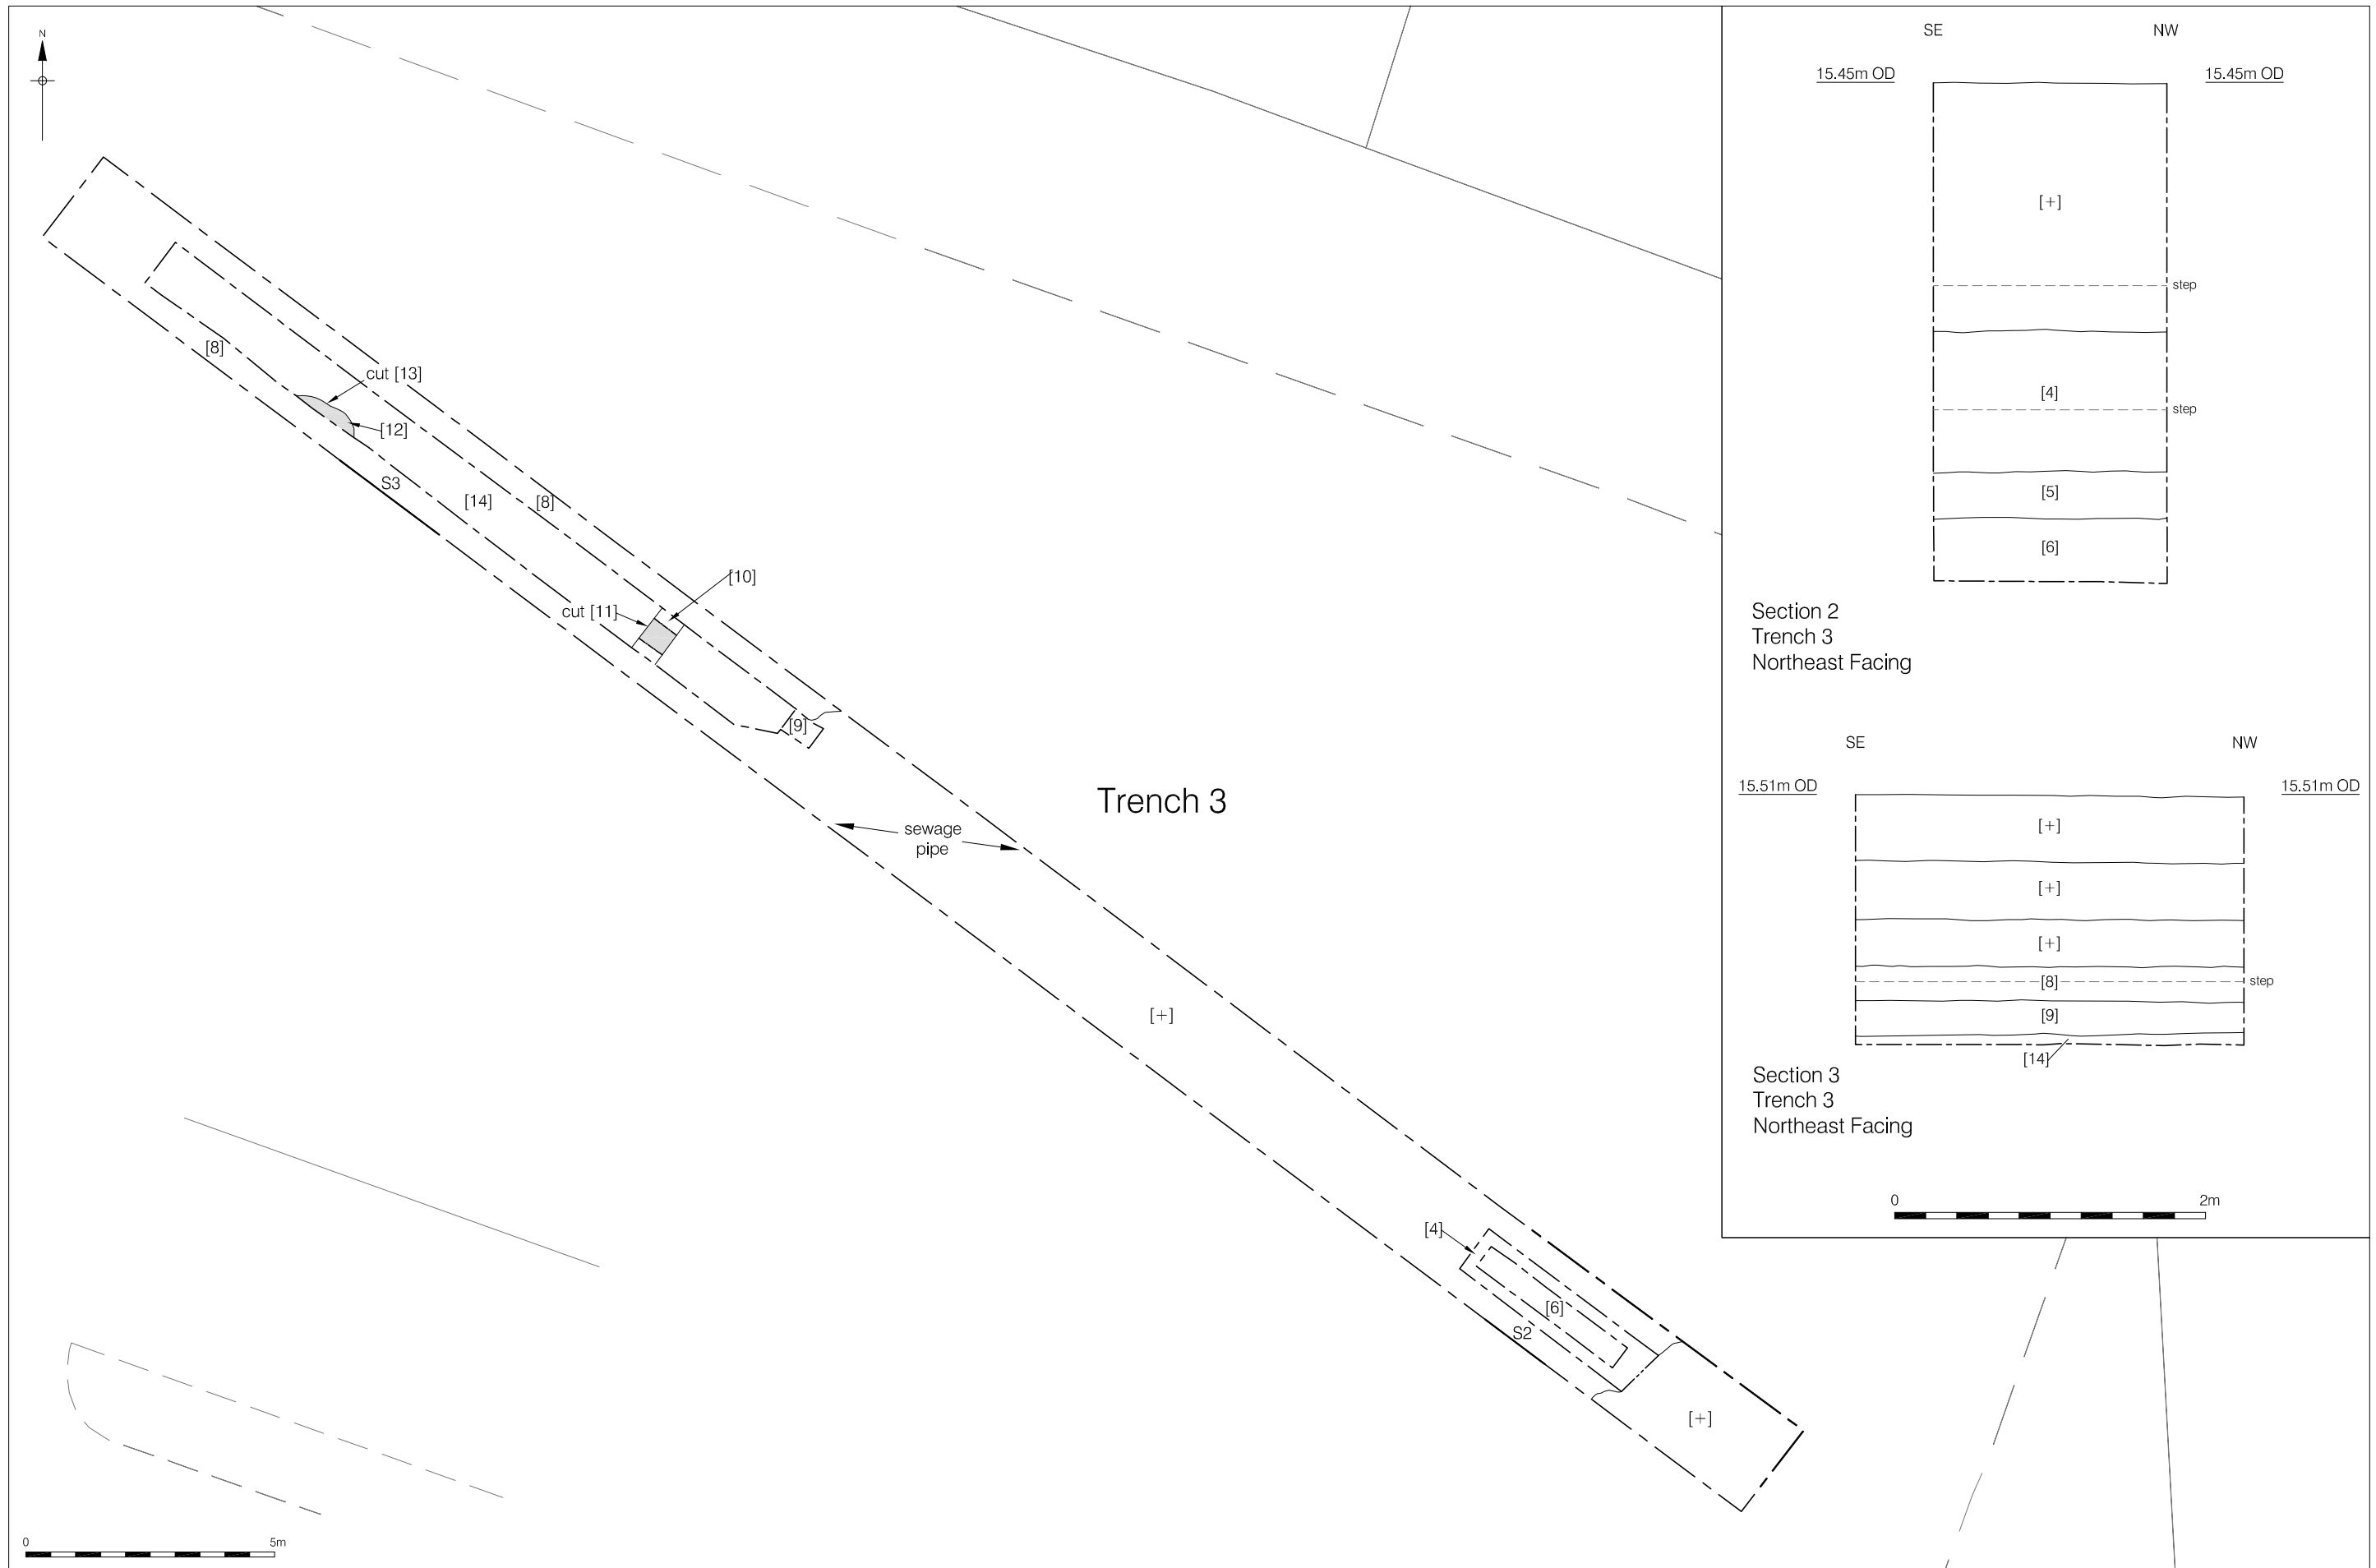 N
[8]
cut [13]
[12]
S3
[14]
[8]
[10]
cut [11]
[9]
Trench 3
sewage
pipe
[+]
[4]
[6]
S2
[+]
0 5m
SE NW
15.45m OD 15.45m OD
[+]
step
[4]
step
[5]
[6]
Section 2
Trench 3
Northeast Facing
SE NW
15.51m OD 15.51m OD
[+]
[+]
[+]
[8]
step
[9]
[14]
Section 3
Trench 3
Northeast Facing
0 2m